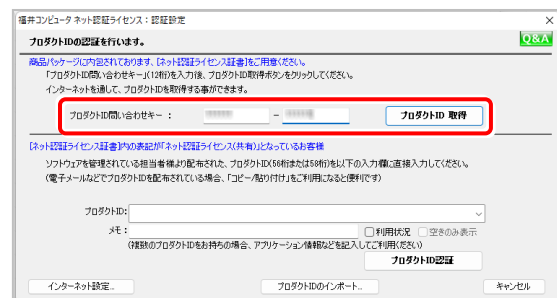 福井コンピュータ ネット認証ライセンス：認証設定
プロダクトIDの認証を行います。
Q&A
商品パッケージに内包されております、[ネット認証ライセンス証書]をご用意ください。
「プロダクトID問い合わせキー」(12桁)を入力後、プロダクトID取得ボタンをクリックしてください。
インターネットを通して、プロダクトIDを取得する事ができます。
プロダクトID問い合わせキー： - プロダクトID 取得
[ネット認証ライセンス証書]内の表記が「ネット認証ライセンス(共有)」となっているお客様
ソフトウェアを管理されている担当者様より配布された、プロダクトID(56桁または58桁)を以下の入力欄に直接入力してください。
(電子メールなどでプロダクトIDを配布されている場合、「コピー/貼り付け」をご利用になると便利です)
プロダクトID:
メモ： 利用状況 空きのみ表示
(複数のプロダクトIDをお持ちの場合、アプリケーション情報などを記入してご利用ください)
プロダクトID認証
インターネット設定... プロダクトIDのインポート... キャンセル